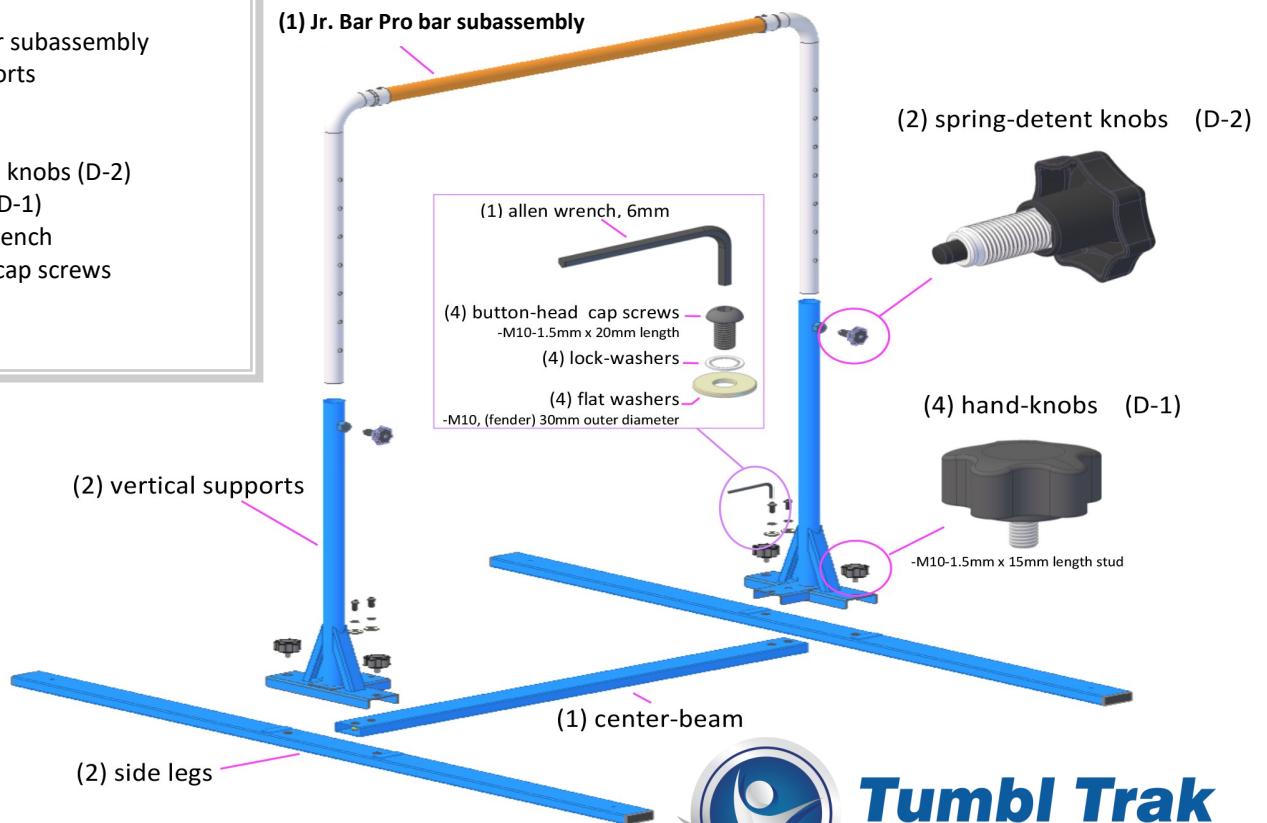 (1) Jr. Bar Pro bar subassembly
subassembly
knobs (D-2)
D-1)
cap screws
(2) spring-detent knobs (D-2)
(1) allen wrench, 6mm
(4) button-head cap screws
-M10-1.5mm x 20mm length
(4) lock-washers
(4) flat washers
-M10, (fender) 30mm outer diameter
(4) hand-knobs (D-1)
-M10-1.5mm x 15mm length stud
(2) vertical supports
(1) center-beam
(2) side legs
Tumbl Trak